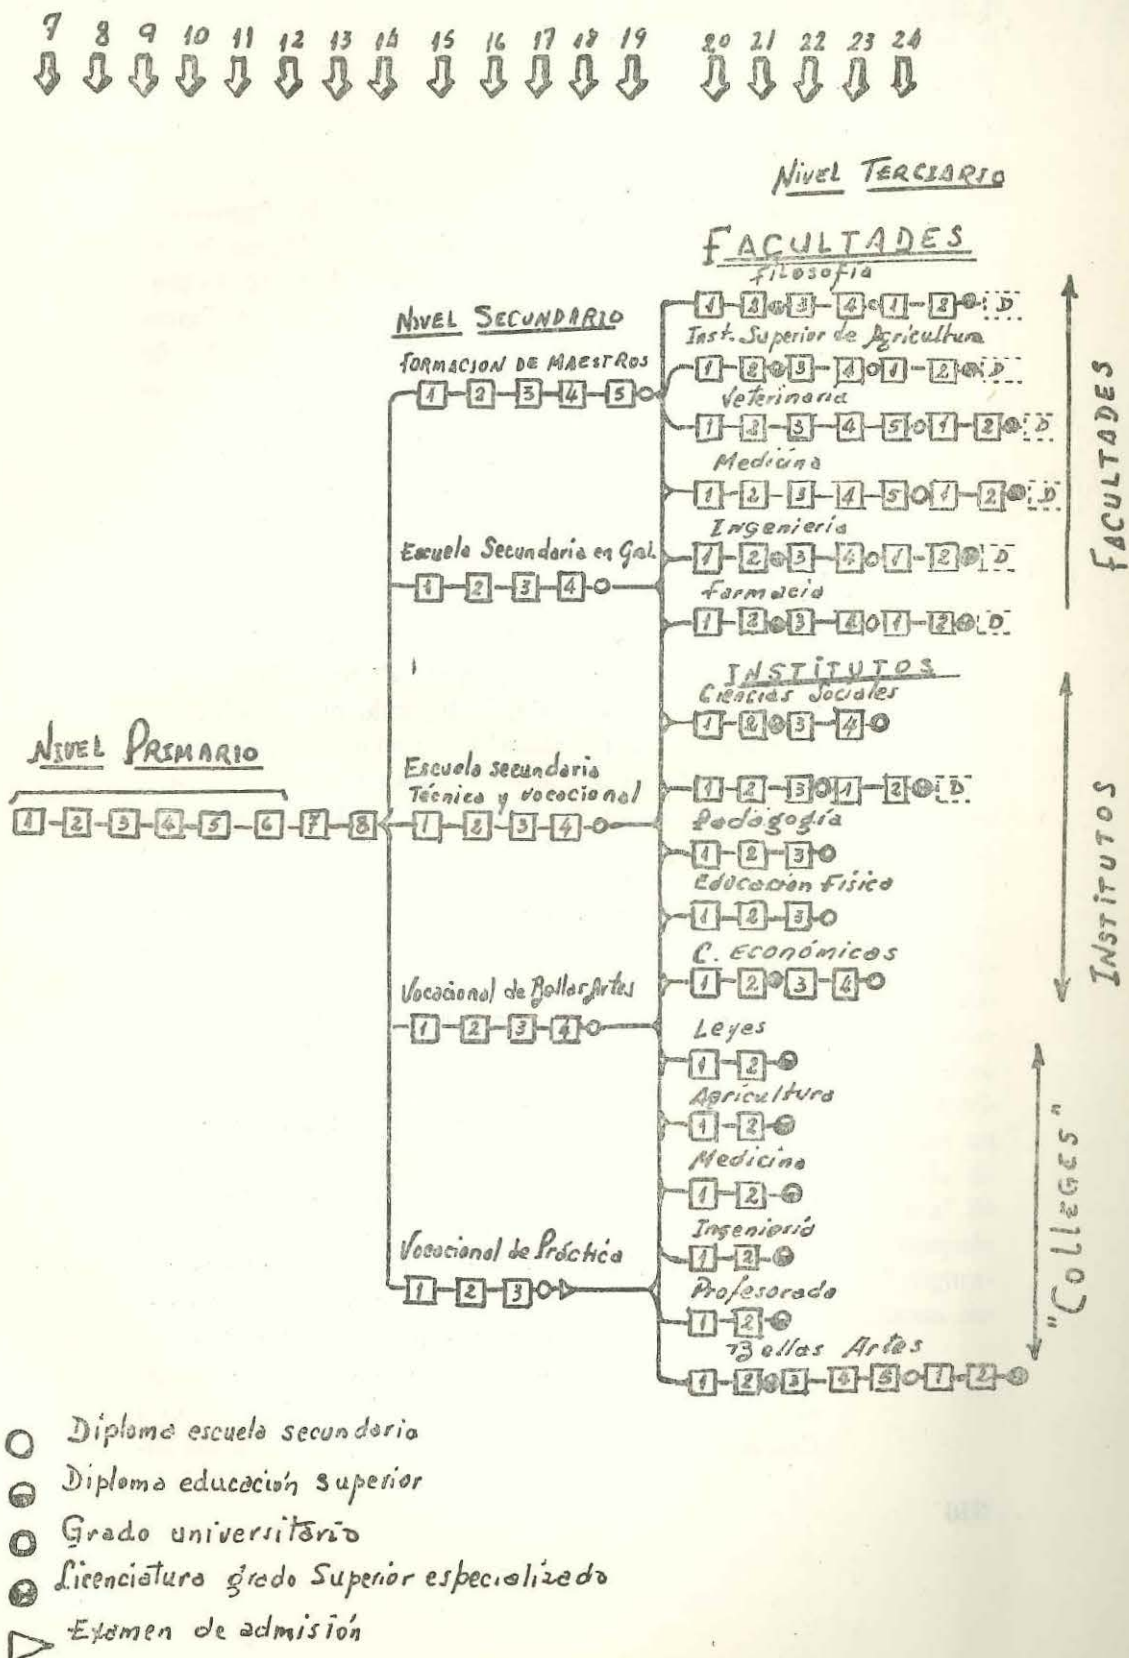 7 8 9 10 11 12 13 14 15 16 17 18 19 20 21 22 23 24
Nivel Terciario
FACULTADES
Filosofía
1 2 3 4 1 2 D
Nivel Secundario
Inst. Superior de Agricultura
Formacion de Maestros
1 2 3 4 1 2 D
1 2 3 4 5
Veterinaria
1 2 3 4 5 1 2 D
Medicina
1 2 3 4 5 1 2 D
Ingeniería
Escuela Secundaria en Gral.
1 2 3 4 1 2 D
1 2 3 4
Farmacia
1 2 3 4 1 2 D
FACULTADES
INSTITUTOS
Ciencias Sociales
1 2 3 4
Nivel Primario
Escuela secundaria
Técnica y vocacional
1 2 3 1 2 D
1 2 3 4 5 6 7 8
1 2 3 4
Pedagogía
1 2 3
Educacion Física
1 2 3
C. Económicas
1 2 3 4
INSTITUTOS
Vocacional de Bellas Artes
1 2 3 4
Leyes
1 2
Agricultura
1 2
Medicina
1 2
Ingeniería
1 2
Vocacional de Práctica
1 2 3
Profesorado
1 2
Bellas Artes
1 2 3 4 5 1 2
"Colleges"
Diploma escuela secundaria
Diploma educación superior
Grado universitario
Licenciatura grado Superior especializado
Examen de admisión